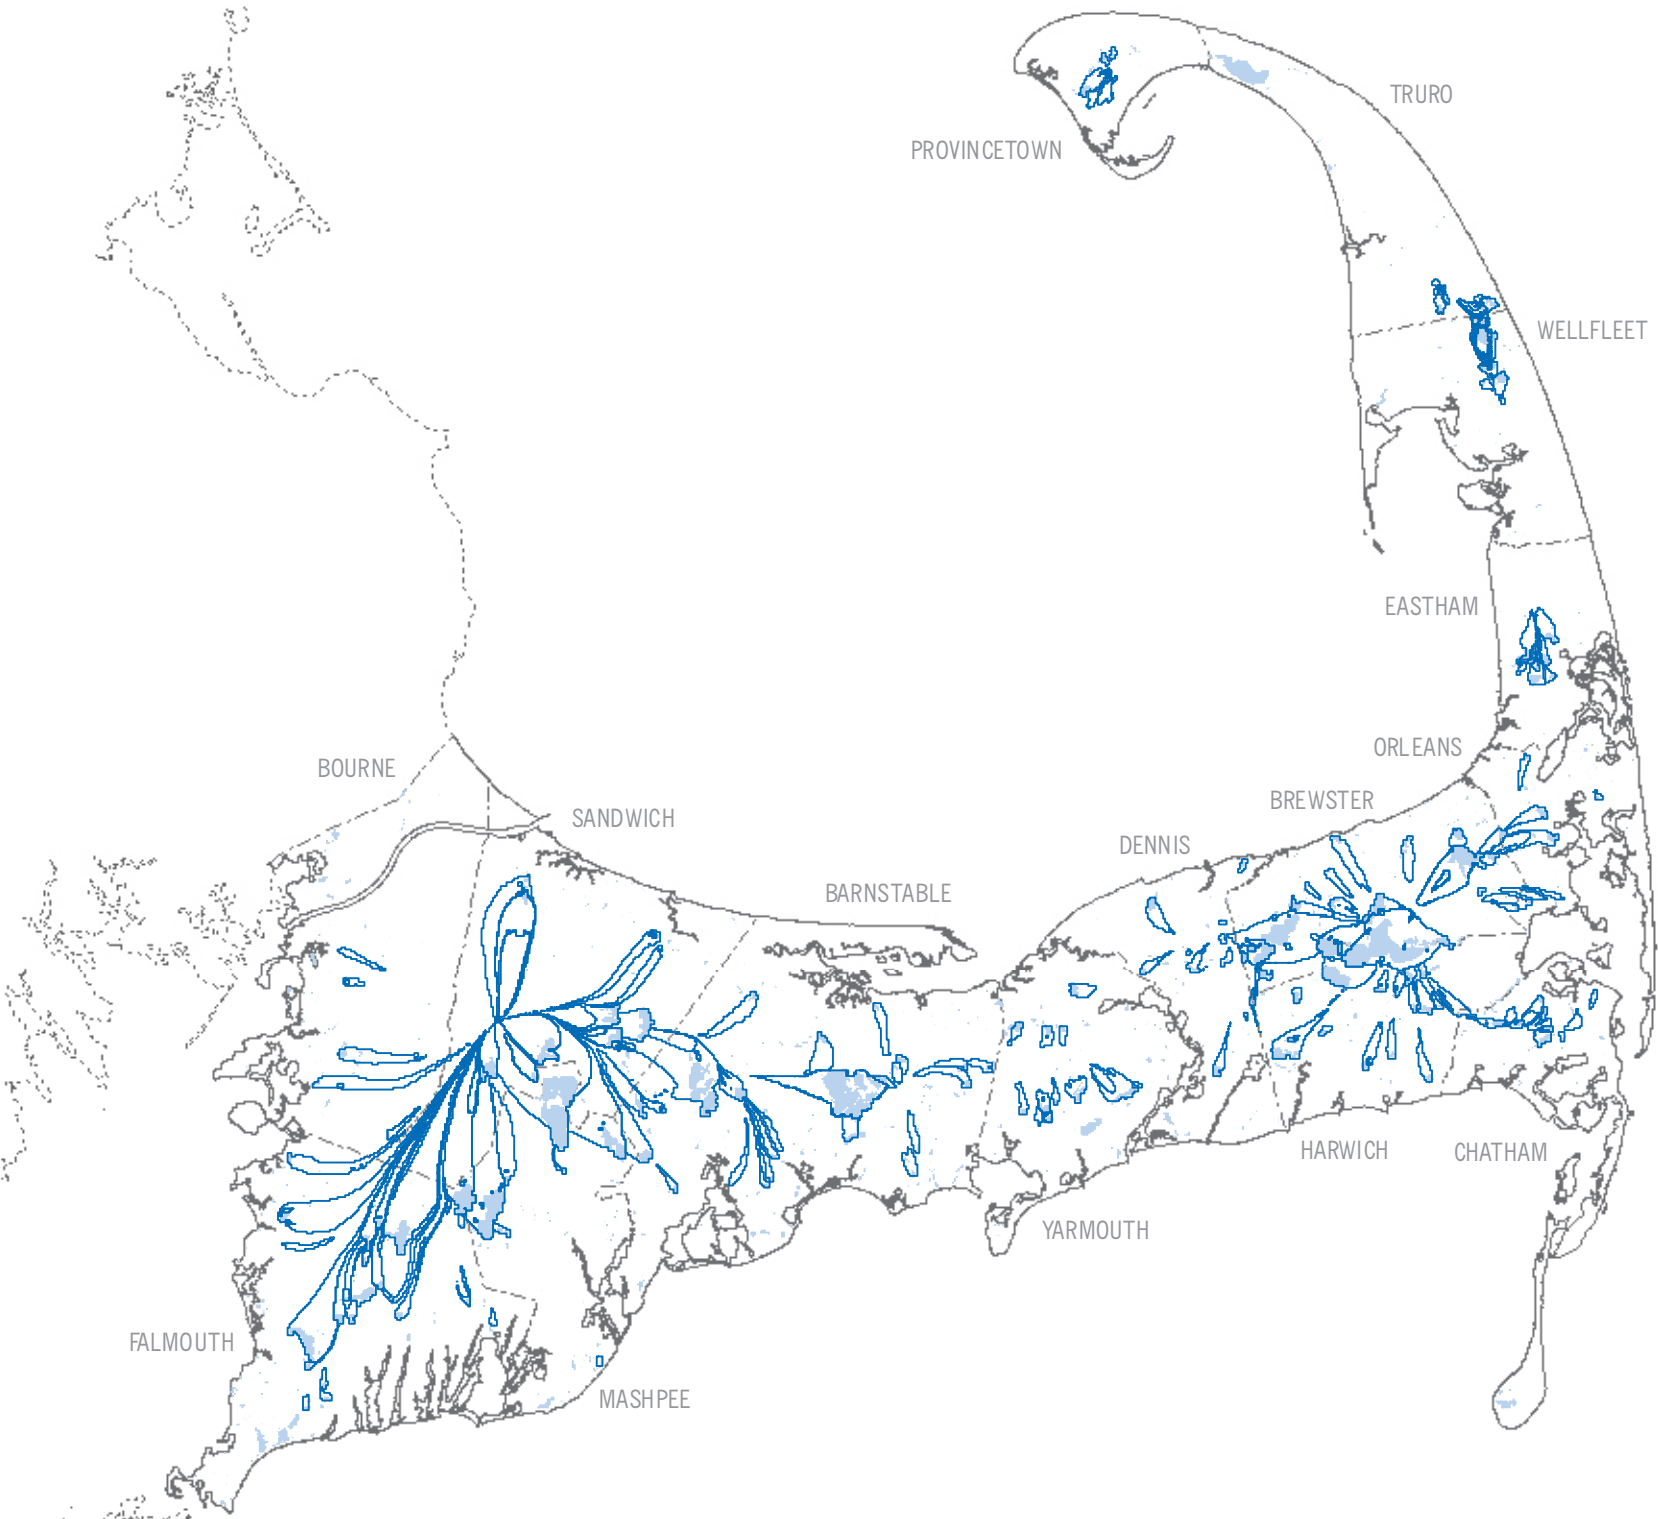 TRURO
PROVINCETOWN
WELLFLEET
EASTHAM
ORLEANS
BOURNE
BREWSTER
SANDWICH
DENNIS
BARNSTABLE
HARWICH
CHATHAM
YARMOUTH
FALMOUTH
MASHPEE